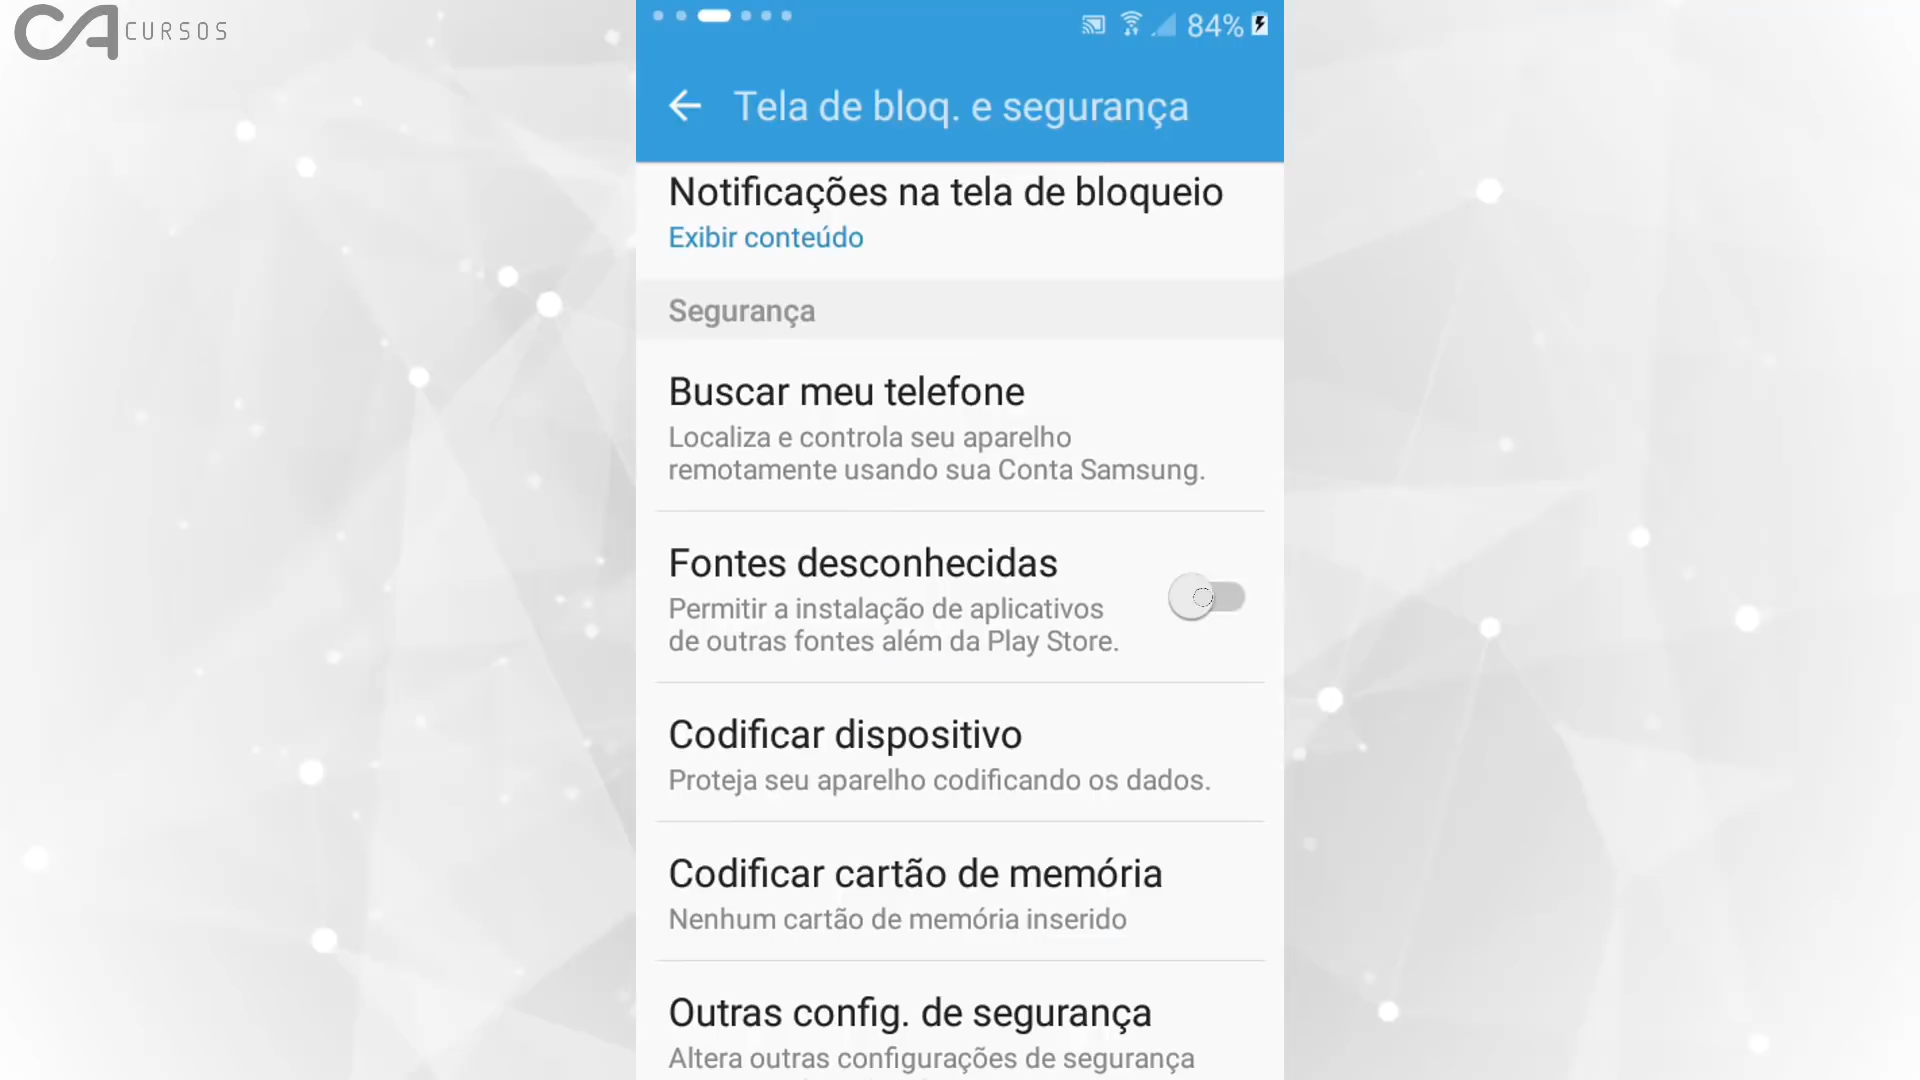 CA CURSOS
84%
Tela de bloq. e segurança
Notificações na tela de bloqueio
Exibir conteúdo
Segurança
Buscar meu telefone
Localiza e controla seu aparelho
remotamente usando sua Conta Samsung.
Fontes desconhecidas
Permitir a instalação de aplicativos
de outras fontes além da Play Store.
Codificar dispositivo
Proteja seu aparelho codificando os dados.
Codificar cartão de memória
Nenhum cartão de memória inserido
Outras config. de segurança
Altera outras configurações de segurança